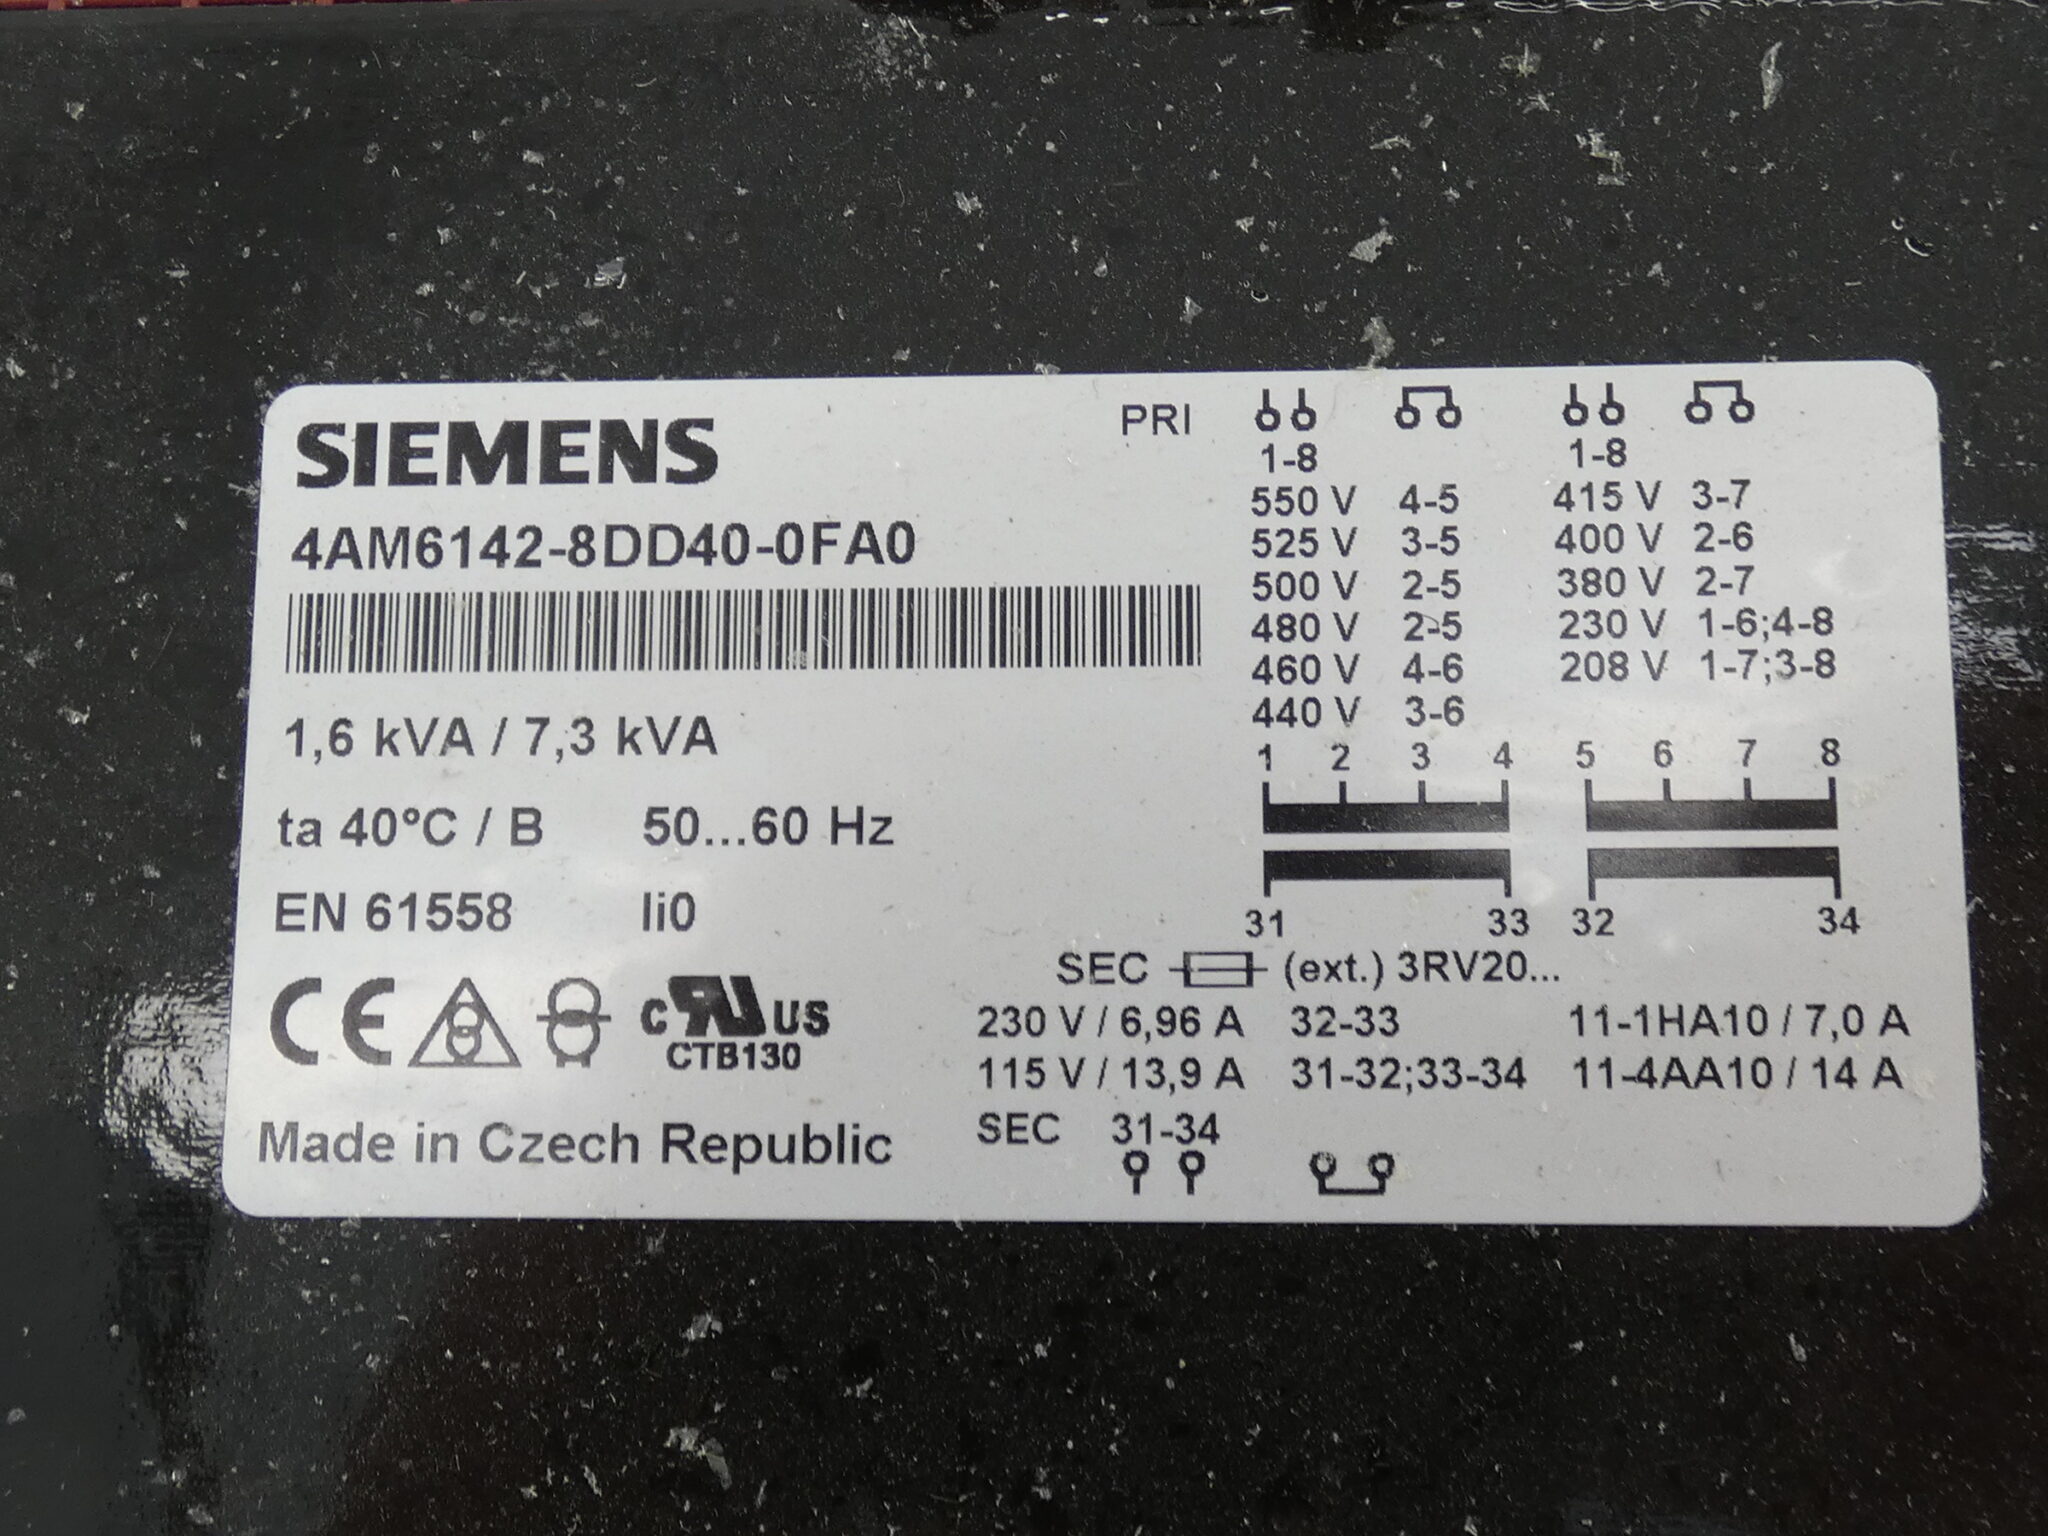 SIEMENS
4AM6142-8DD40-0FA0
1,6 kVA / 7,3 kVA
ta 40°C / B 50...60 Hz
EN 61558 Ii0
CE c RU US
CTB130
Made in Czech Republic
PRI
1-8 1-8
550 V 4-5 415 V 3-7
525 V 3-5 400 V 2-6
500 V 2-5 380 V 2-7
480 V 2-5 230 V 1-6;4-8
460 V 4-6 208 V 1-7;3-8
440 V 3-6
1 2 3 4 5 6 7 8
31 33 32 34
SEC (ext.) 3RV20...
230 V / 6,96 A 32-33 11-1HA10 / 7,0 A
115 V / 13,9 A 31-32;33-34 11-4AA10 / 14 A
SEC 31-34